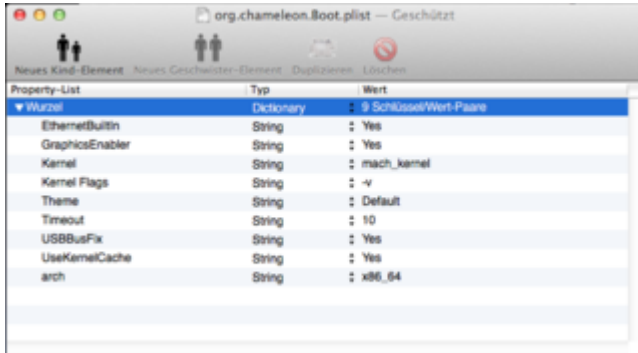 org.chameleon.Boot.plist — Geschützt
Neues Kind-Element Neues Geschwister-Element Duplizieren Löschen
Property-List Typ Wert
Wurzel Dictionary 9 Schlüssel/Wert-Paare
EthernetBuiltIn String Yes
GraphicsEnabler String Yes
Kernel String mach_kernel
Kernel Flags String -v
Theme String Default
Timeout String 10
USBBusFix String Yes
UseKernelCache String Yes
arch String x86_64